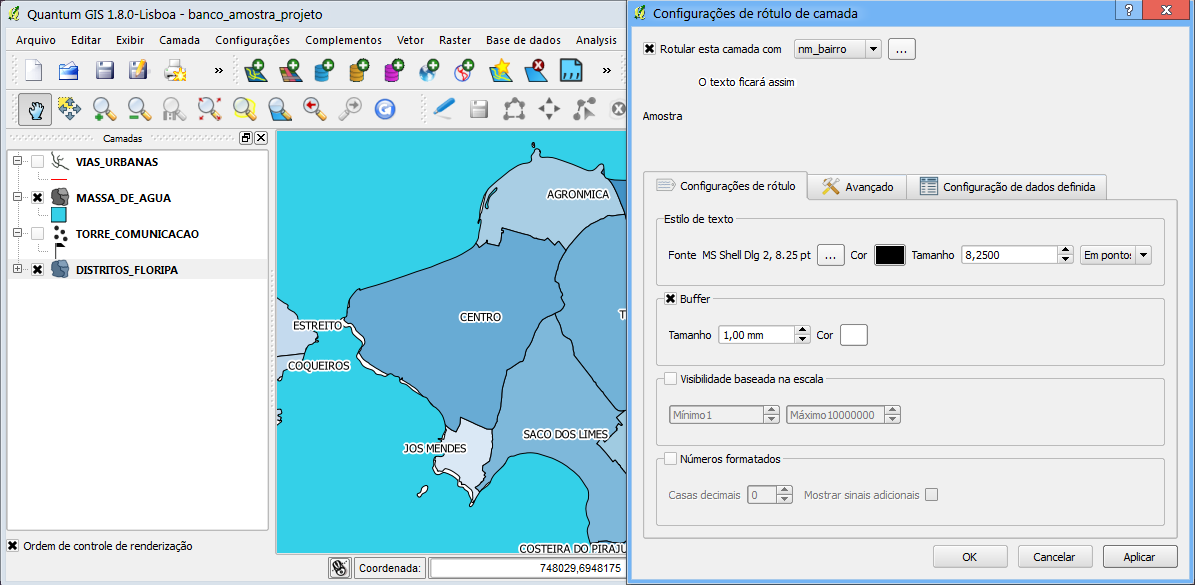 Quantum GIS 1.8.0-Lisboa - banco_amostra_projeto
Arquivo Editar Exibir Camada Configurações Complementos Vetor Raster Base de dados Analysis
»
»
Camadas
VIAS_URBANAS
MASSA_DE_AGUA
TORRE_COMUNICACAO
DISTRITOS_FLORIPA
AGRONMICA
CENTRO
T
ESTREITO
COQUEIROS
JOS MENDES
SACO DOS LIMES
COSTEIRA DO PIRAJU
Ordem de controle de renderização
Coordenada: 748029,6948175
Configurações de rótulo de camada
?
Rotular esta camada com nm_bairro ...
O texto ficará assim
Amostra
Configurações de rótulo Avançado Configuração de dados definida
Estilo de texto
Fonte MS Shell Dlg 2, 8.25 pt ... Cor Tamanho 8,2500 Em pontos
Buffer
Tamanho 1,00 mm Cor
Visibilidade baseada na escala
Mínimo1 Máximo10000000
Números formatados
Casas decimais 0 Mostrar sinais adicionais
OK Cancelar Aplicar